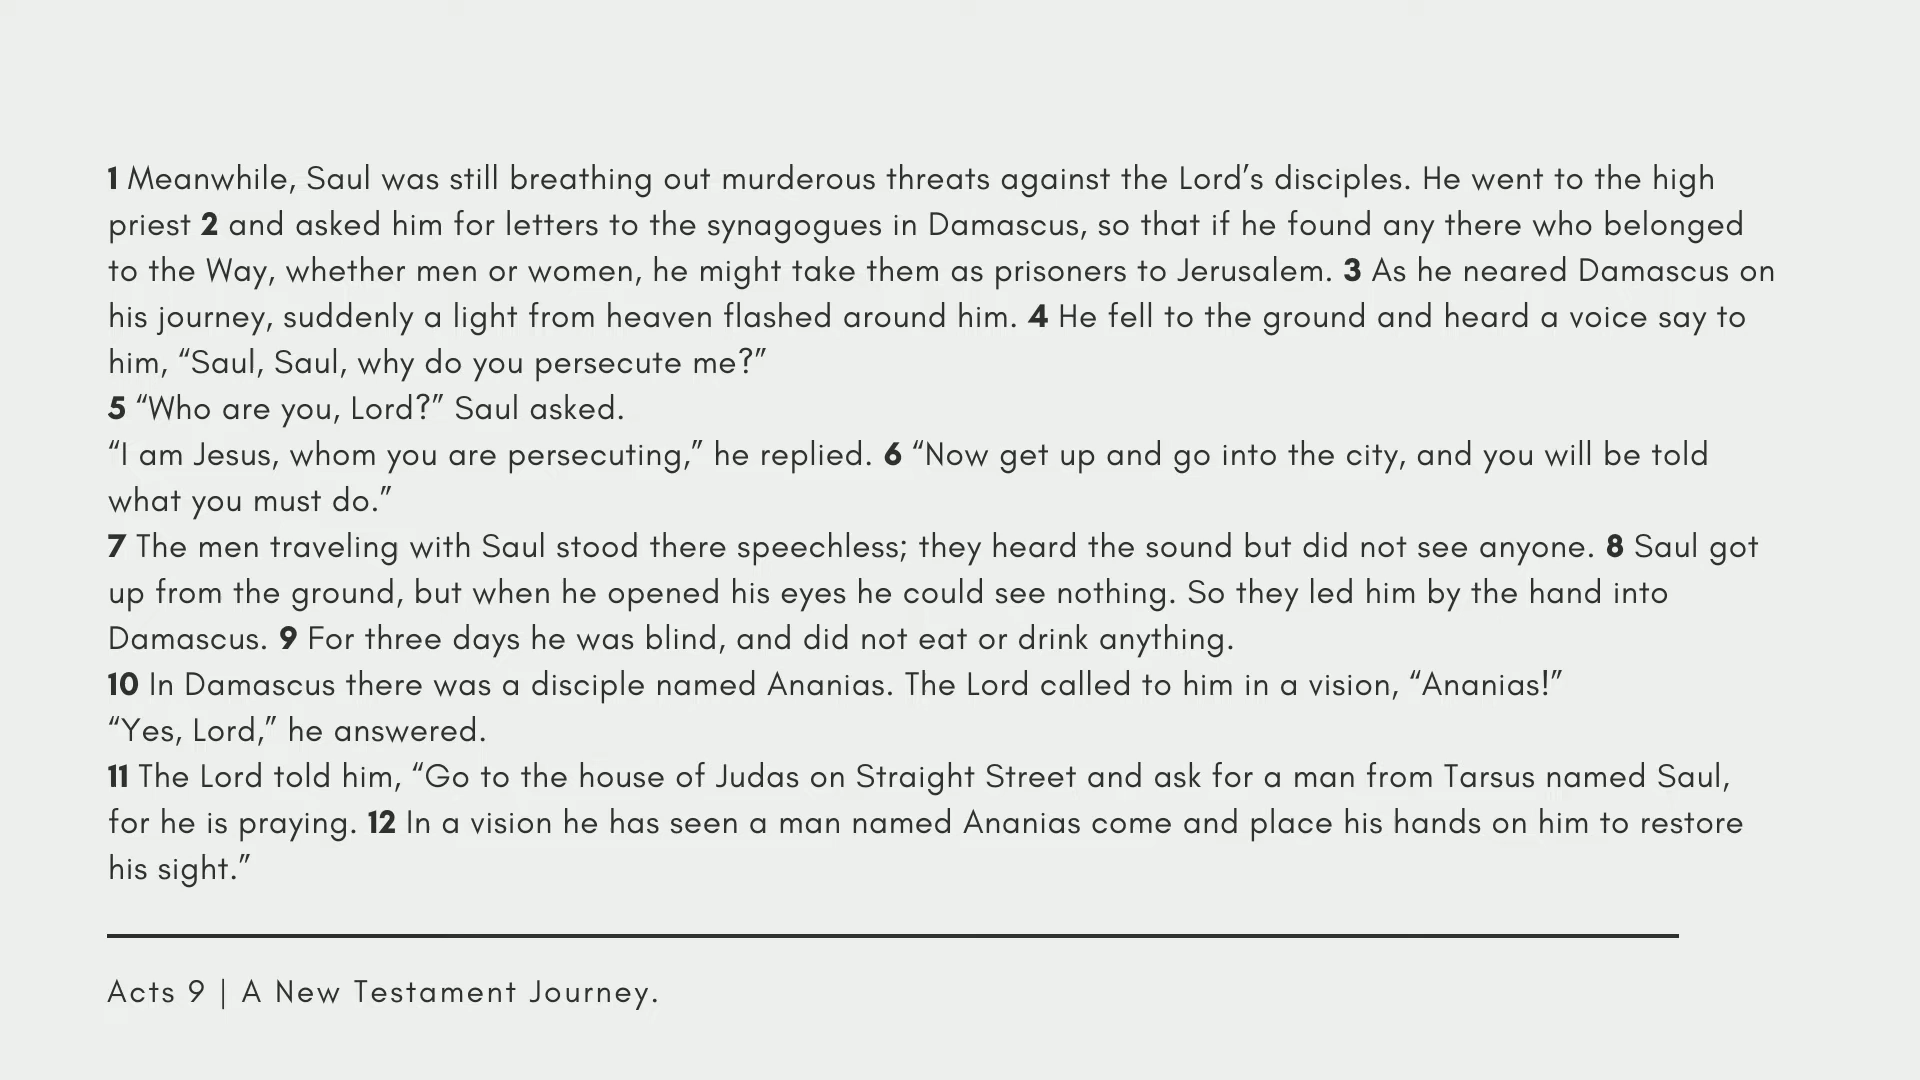 1 Meanwhile, Saul was still breathing out murderous threats against the Lord’s disciples. He went to the high
priest 2 and asked him for letters to the synagogues in Damascus, so that if he found any there who belonged
to the Way, whether men or women, he might take them as prisoners to Jerusalem. 3 As he neared Damascus on
his journey, suddenly a light from heaven flashed around him. 4 He fell to the ground and heard a voice say to
him, “Saul, Saul, why do you persecute me?”
5 “Who are you, Lord?” Saul asked.
“I am Jesus, whom you are persecuting,” he replied. 6 “Now get up and go into the city, and you will be told
what you must do.”
7 The men traveling with Saul stood there speechless; they heard the sound but did not see anyone. 8 Saul got
up from the ground, but when he opened his eyes he could see nothing. So they led him by the hand into
Damascus. 9 For three days he was blind, and did not eat or drink anything.
10 In Damascus there was a disciple named Ananias. The Lord called to him in a vision, “Ananias!”
“Yes, Lord,” he answered.
11 The Lord told him, “Go to the house of Judas on Straight Street and ask for a man from Tarsus named Saul,
for he is praying. 12 In a vision he has seen a man named Ananias come and place his hands on him to restore
his sight.”
Acts 9 | A New Testament Journey.